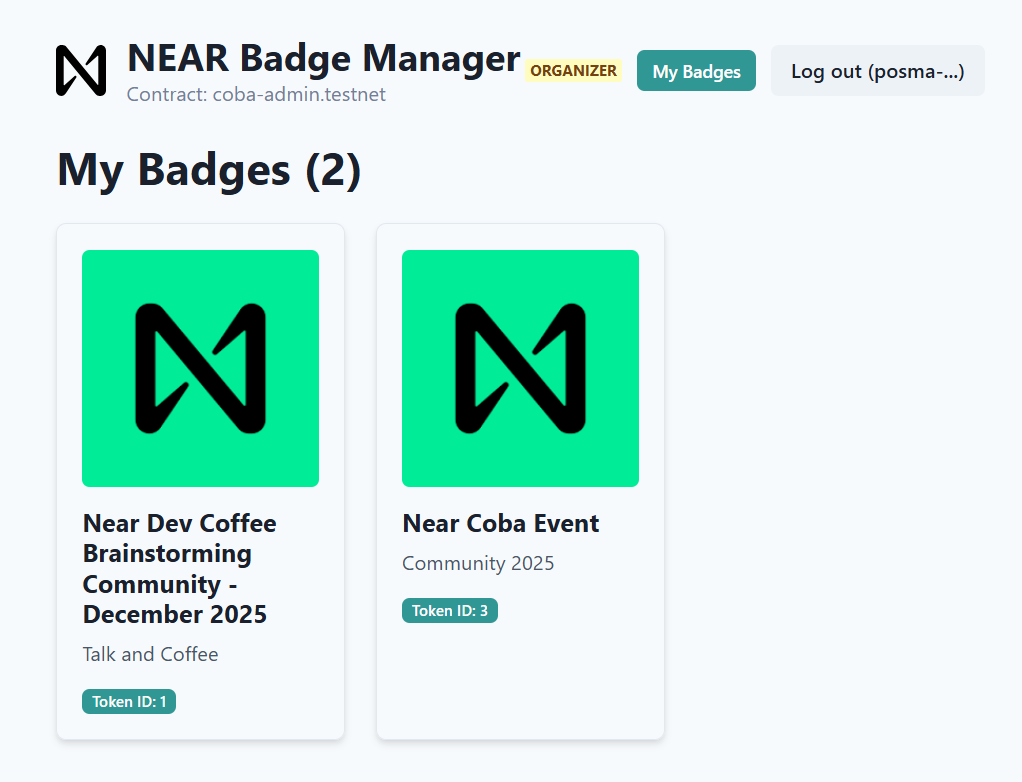 NEAR Badge Manager
ORGANIZER
My Badges
Log out (posma-...)
Contract: coba-admin.testnet
My Badges (2)
Near Dev Coffee
Brainstorming
Community -
December 2025
Talk and Coffee
Token ID: 1
Near Coba Event
Community 2025
Token ID: 3